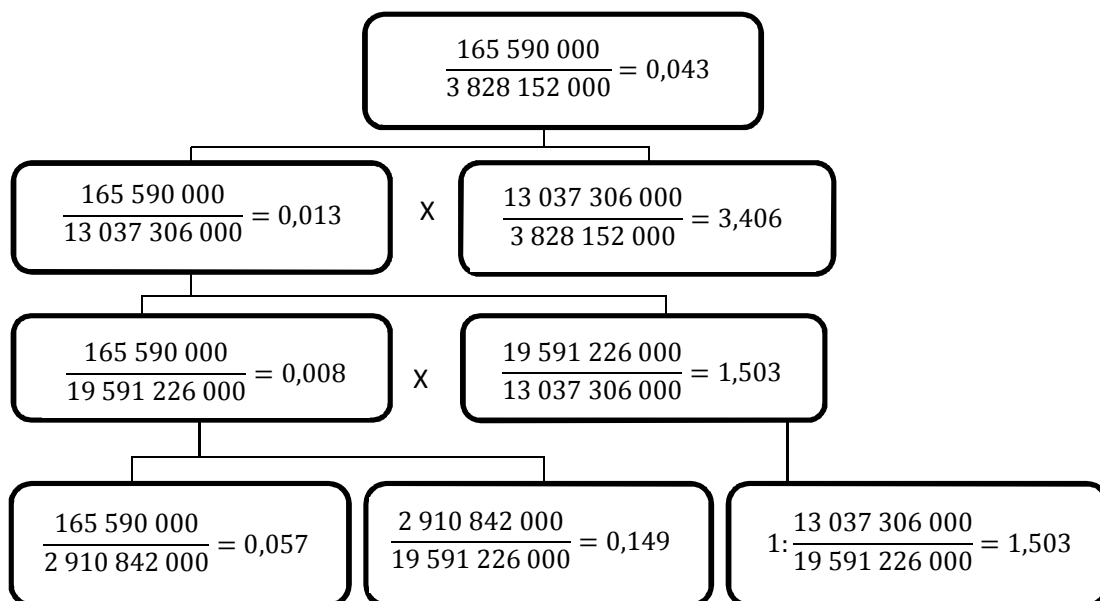 165 590 000
3 828 152 000
= 0,043
165 590 000
13 037 306 000
= 0,013
X
13 037 306 000
3 828 152 000
= 3,406
165 590 000
19 591 226 000
= 0,008
X
19 591 226 000
13 037 306 000
= 1,503
165 590 000
2 910 842 000
= 0,057
2 910 842 000
19 591 226 000
= 0,149
1:
13 037 306 000
19 591 226 000
= 1,503